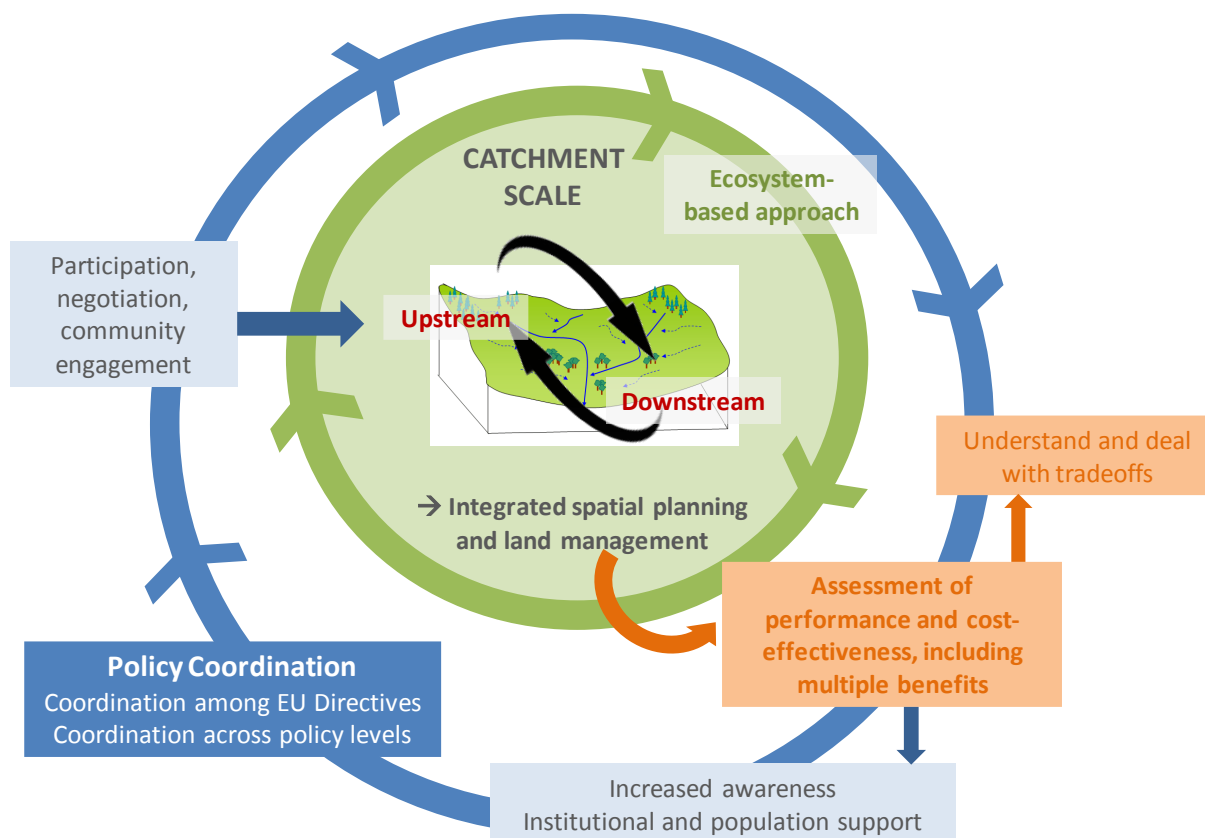 CATCHMENT
SCALE
Ecosystem-
based approach
Participation,
negotiation,
community
engagement
Upstream
Downstream
Understand and deal
with tradeoffs
→ Integrated spatial planning
and land management
Assessment of
performance and cost-
effectiveness, including
multiple benefits
Policy Coordination
Coordination among EU Directives
Coordination across policy levels
Increased awareness
Institutional and population support